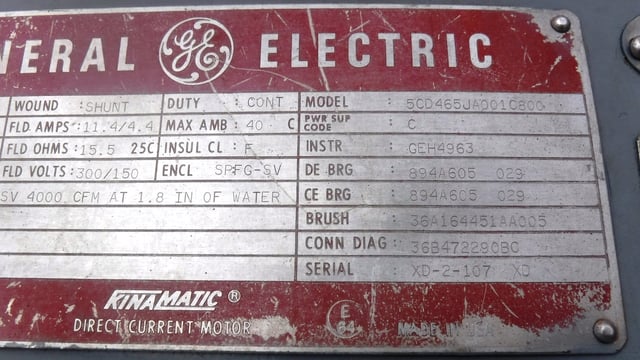 NERAL GE ELECTRIC
WOUND : SHUNT DUTY : CONT MODEL : 5CD465JA001C800
FLD AMPS : 11.4/4.4 MAX AMB : 40 C PWR SUP CODE : C
FLD OHMS : 15.5 25C INSUL CL : F INSTR : GEH4963
FLD VOLTS : 300/150 ENCL SPFG-SV DE BRG : 894A605 029
SV 4000 CFM AT 1.8 IN OF WATER CE BRG : 894A605 029
BRUSH : 36A164451AA005
CONN DIAG : 36B472290BC
SERIAL : XD-2-107 XD
KINAMATIC ®
DIRECT CURRENT MOTOR
E
64
MADE IN U.S.A.